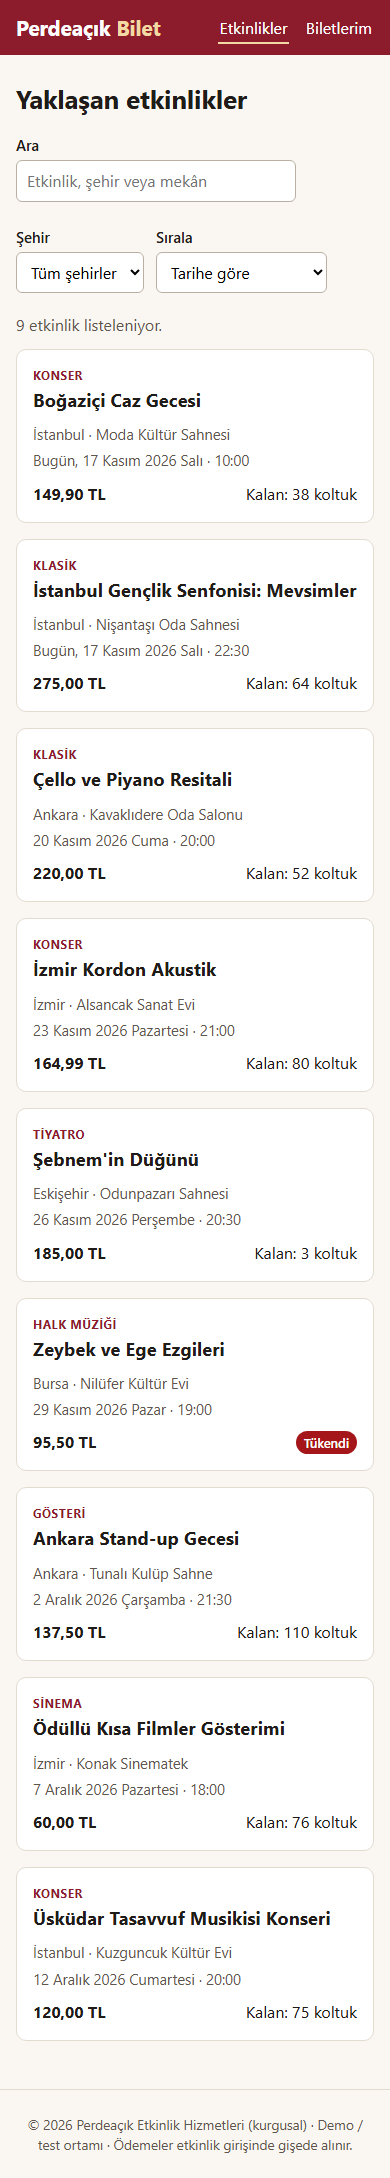 Perdeaçık Bilet
Etkinlikler
Biletlerim
Yaklaşan etkinlikler
Ara
Etkinlik, şehir veya mekân
Şehir
Sırala
Tüm şehirler
Tarihe göre
9 etkinlik listeleniyor.
KONSER
Boğaziçi Caz Gecesi
İstanbul · Moda Kültür Sahnesi
Bugün, 17 Kasım 2026 Salı · 10:00
149,90 TL
Kalan: 38 koltuk
KLASİK
İstanbul Gençlik Senfonisi: Mevsimler
İstanbul · Nişantaşı Oda Sahnesi
Bugün, 17 Kasım 2026 Salı · 22:30
275,00 TL
Kalan: 64 koltuk
KLASİK
Çello ve Piyano Resitali
Ankara · Kavaklıdere Oda Salonu
20 Kasım 2026 Cuma · 20:00
220,00 TL
Kalan: 52 koltuk
KONSER
İzmir Kordon Akustik
İzmir · Alsancak Sanat Evi
23 Kasım 2026 Pazartesi · 21:00
164,99 TL
Kalan: 80 koltuk
TİYATRO
Şebnem'in Düğünü
Eskişehir · Odunpazarı Sahnesi
26 Kasım 2026 Perşembe · 20:30
185,00 TL
Kalan: 3 koltuk
HALK MÜZİĞİ
Zeybek ve Ege Ezgileri
Bursa · Nilüfer Kültür Evi
29 Kasım 2026 Pazar · 19:00
95,50 TL
Tükendi
GÖSTERİ
Ankara Stand-up Gecesi
Ankara · Tunalı Kulüp Sahne
2 Aralık 2026 Çarşamba · 21:30
137,50 TL
Kalan: 110 koltuk
SİNEMA
Ödüllü Kısa Filmler Gösterimi
İzmir · Konak Sinematek
7 Aralık 2026 Pazartesi · 18:00
60,00 TL
Kalan: 76 koltuk
KONSER
Üsküdar Tasavvuf Musikisi Konseri
İstanbul · Kuzguncuk Kültür Evi
12 Aralık 2026 Cumartesi · 20:00
120,00 TL
Kalan: 75 koltuk
© 2026 Perdeaçık Etkinlik Hizmetleri (kurgusal) · Demo /
test ortamı · Ödemeler etkinlik girişinde gişede alınır.